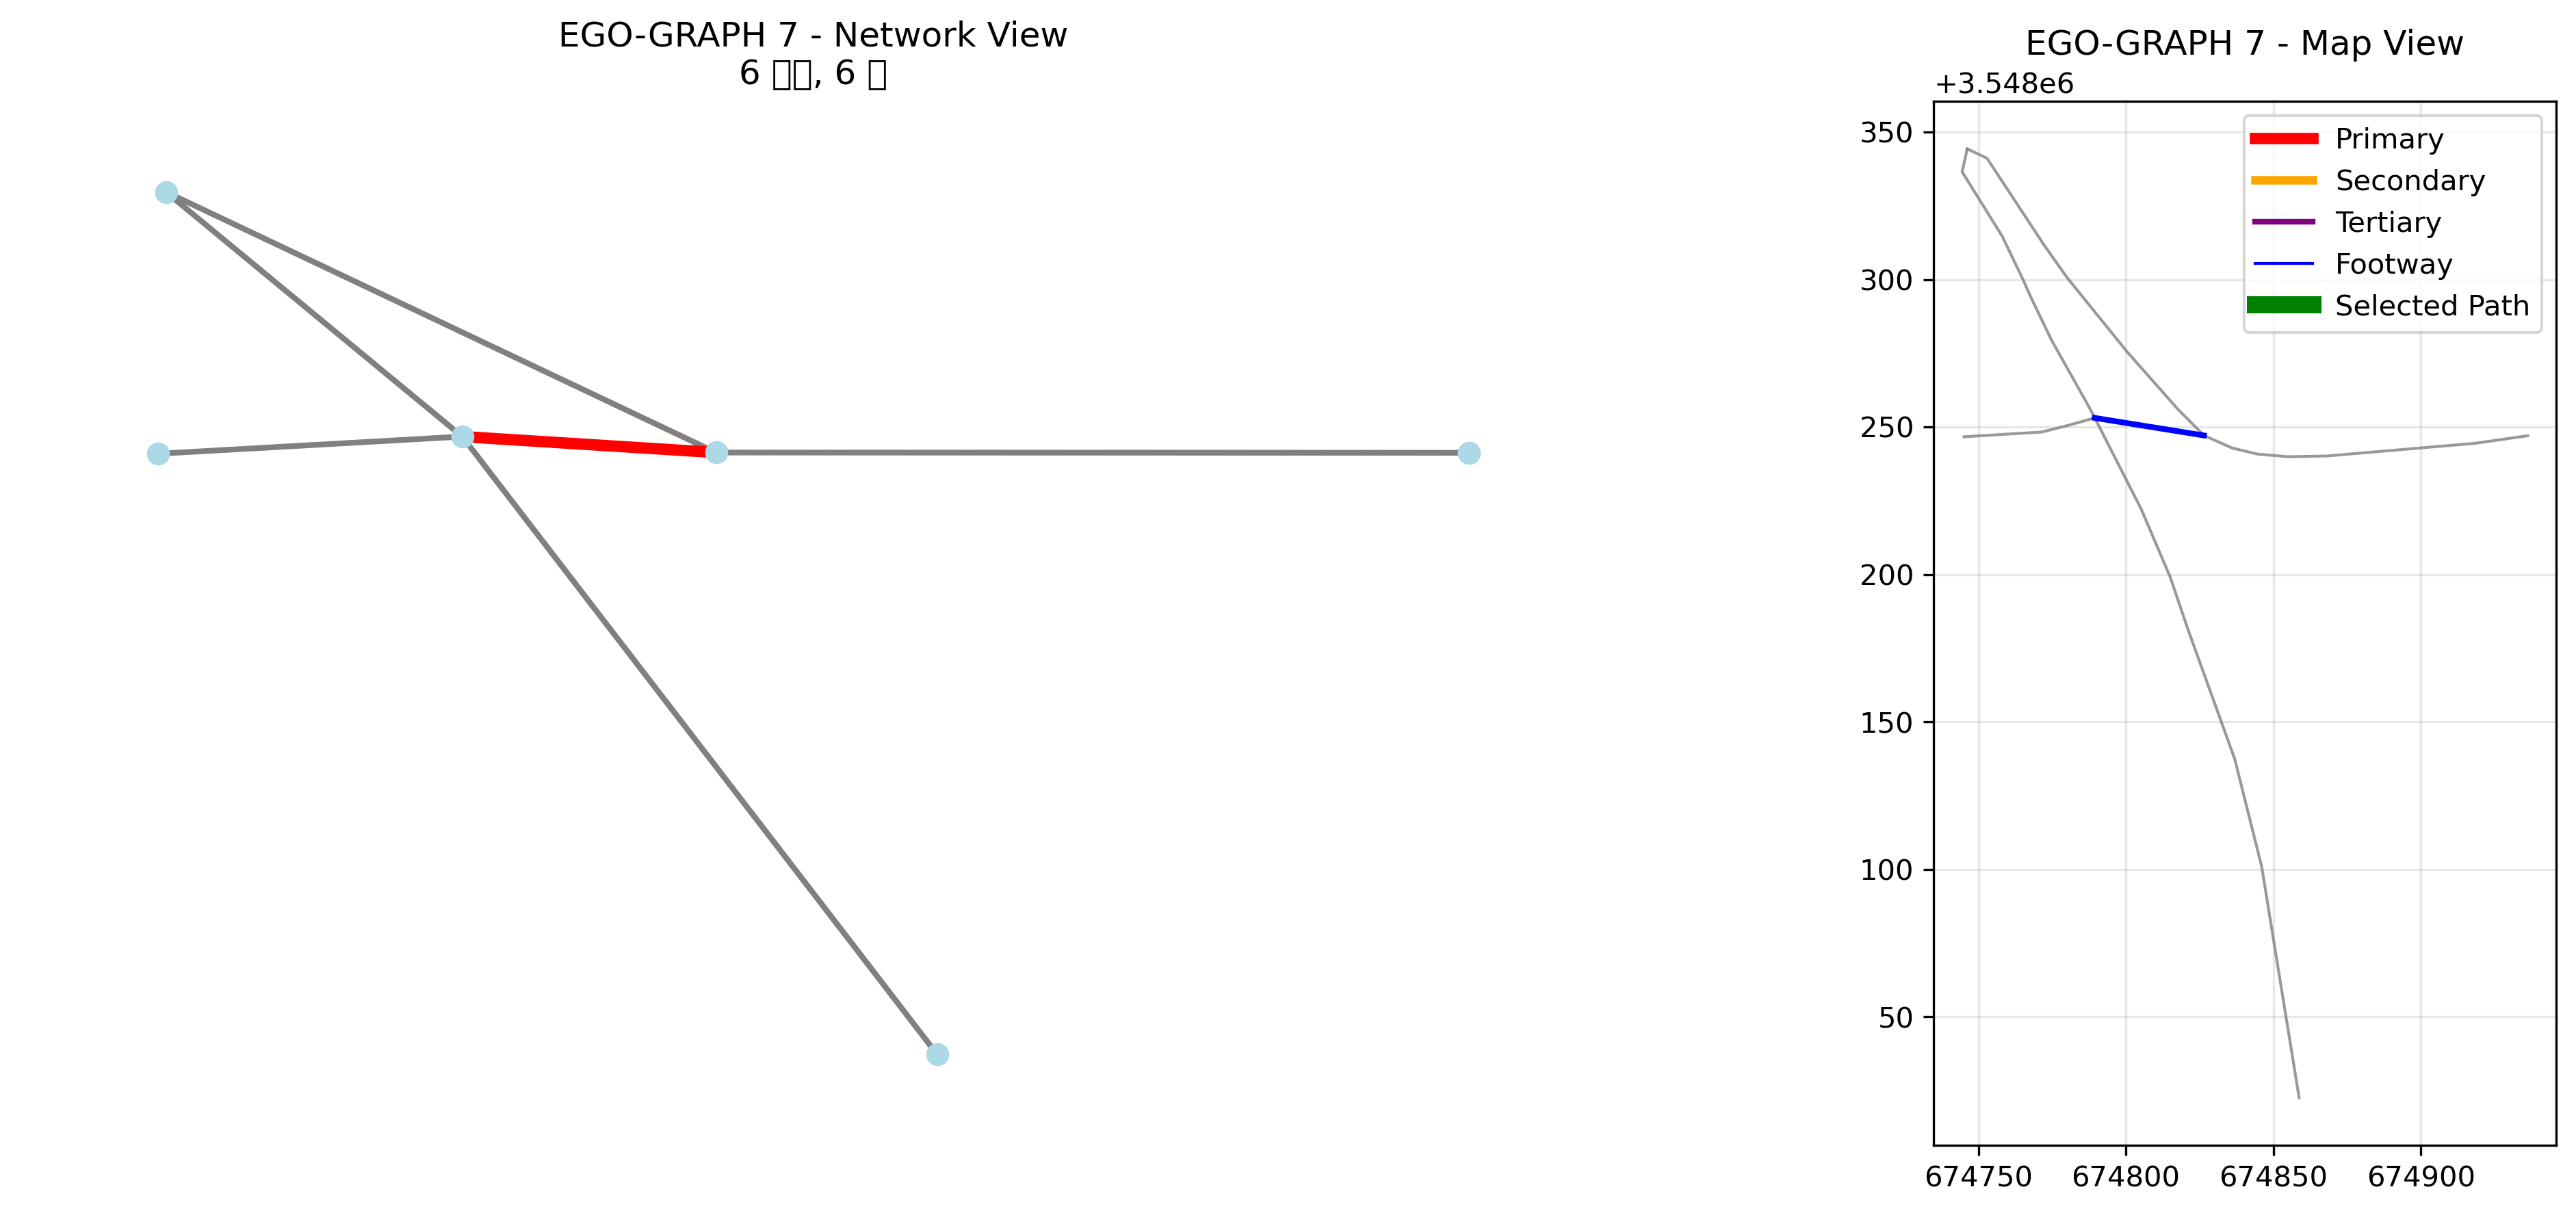 EGO-GRAPH 7 - Network View
6 , 6
EGO-GRAPH 7 - Map View
+3.548e6
350
300
250
200
150
100
50
674750 674800 674850 674900
Primary
Secondary
Tertiary
Footway
Selected Path